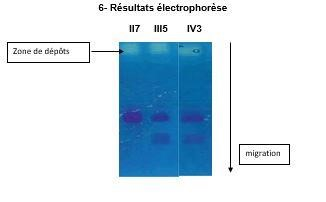 6- Résultats électrophorèse
II7 III5 IV3
Zone de dépôts
migration